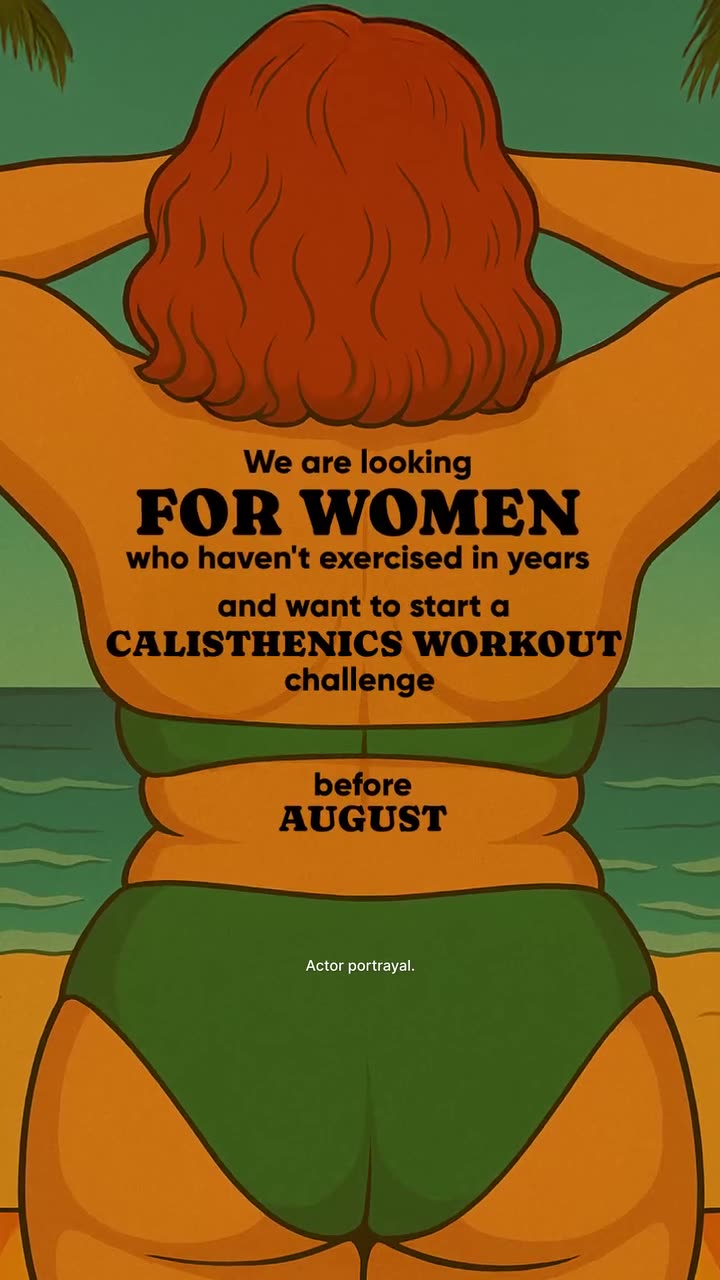 We are looking
FOR WOMEN
who haven't exercised in years
and want to start a
CALISTHENICS WORKOUT
challenge
before
AUGUST
Actor portrayal.